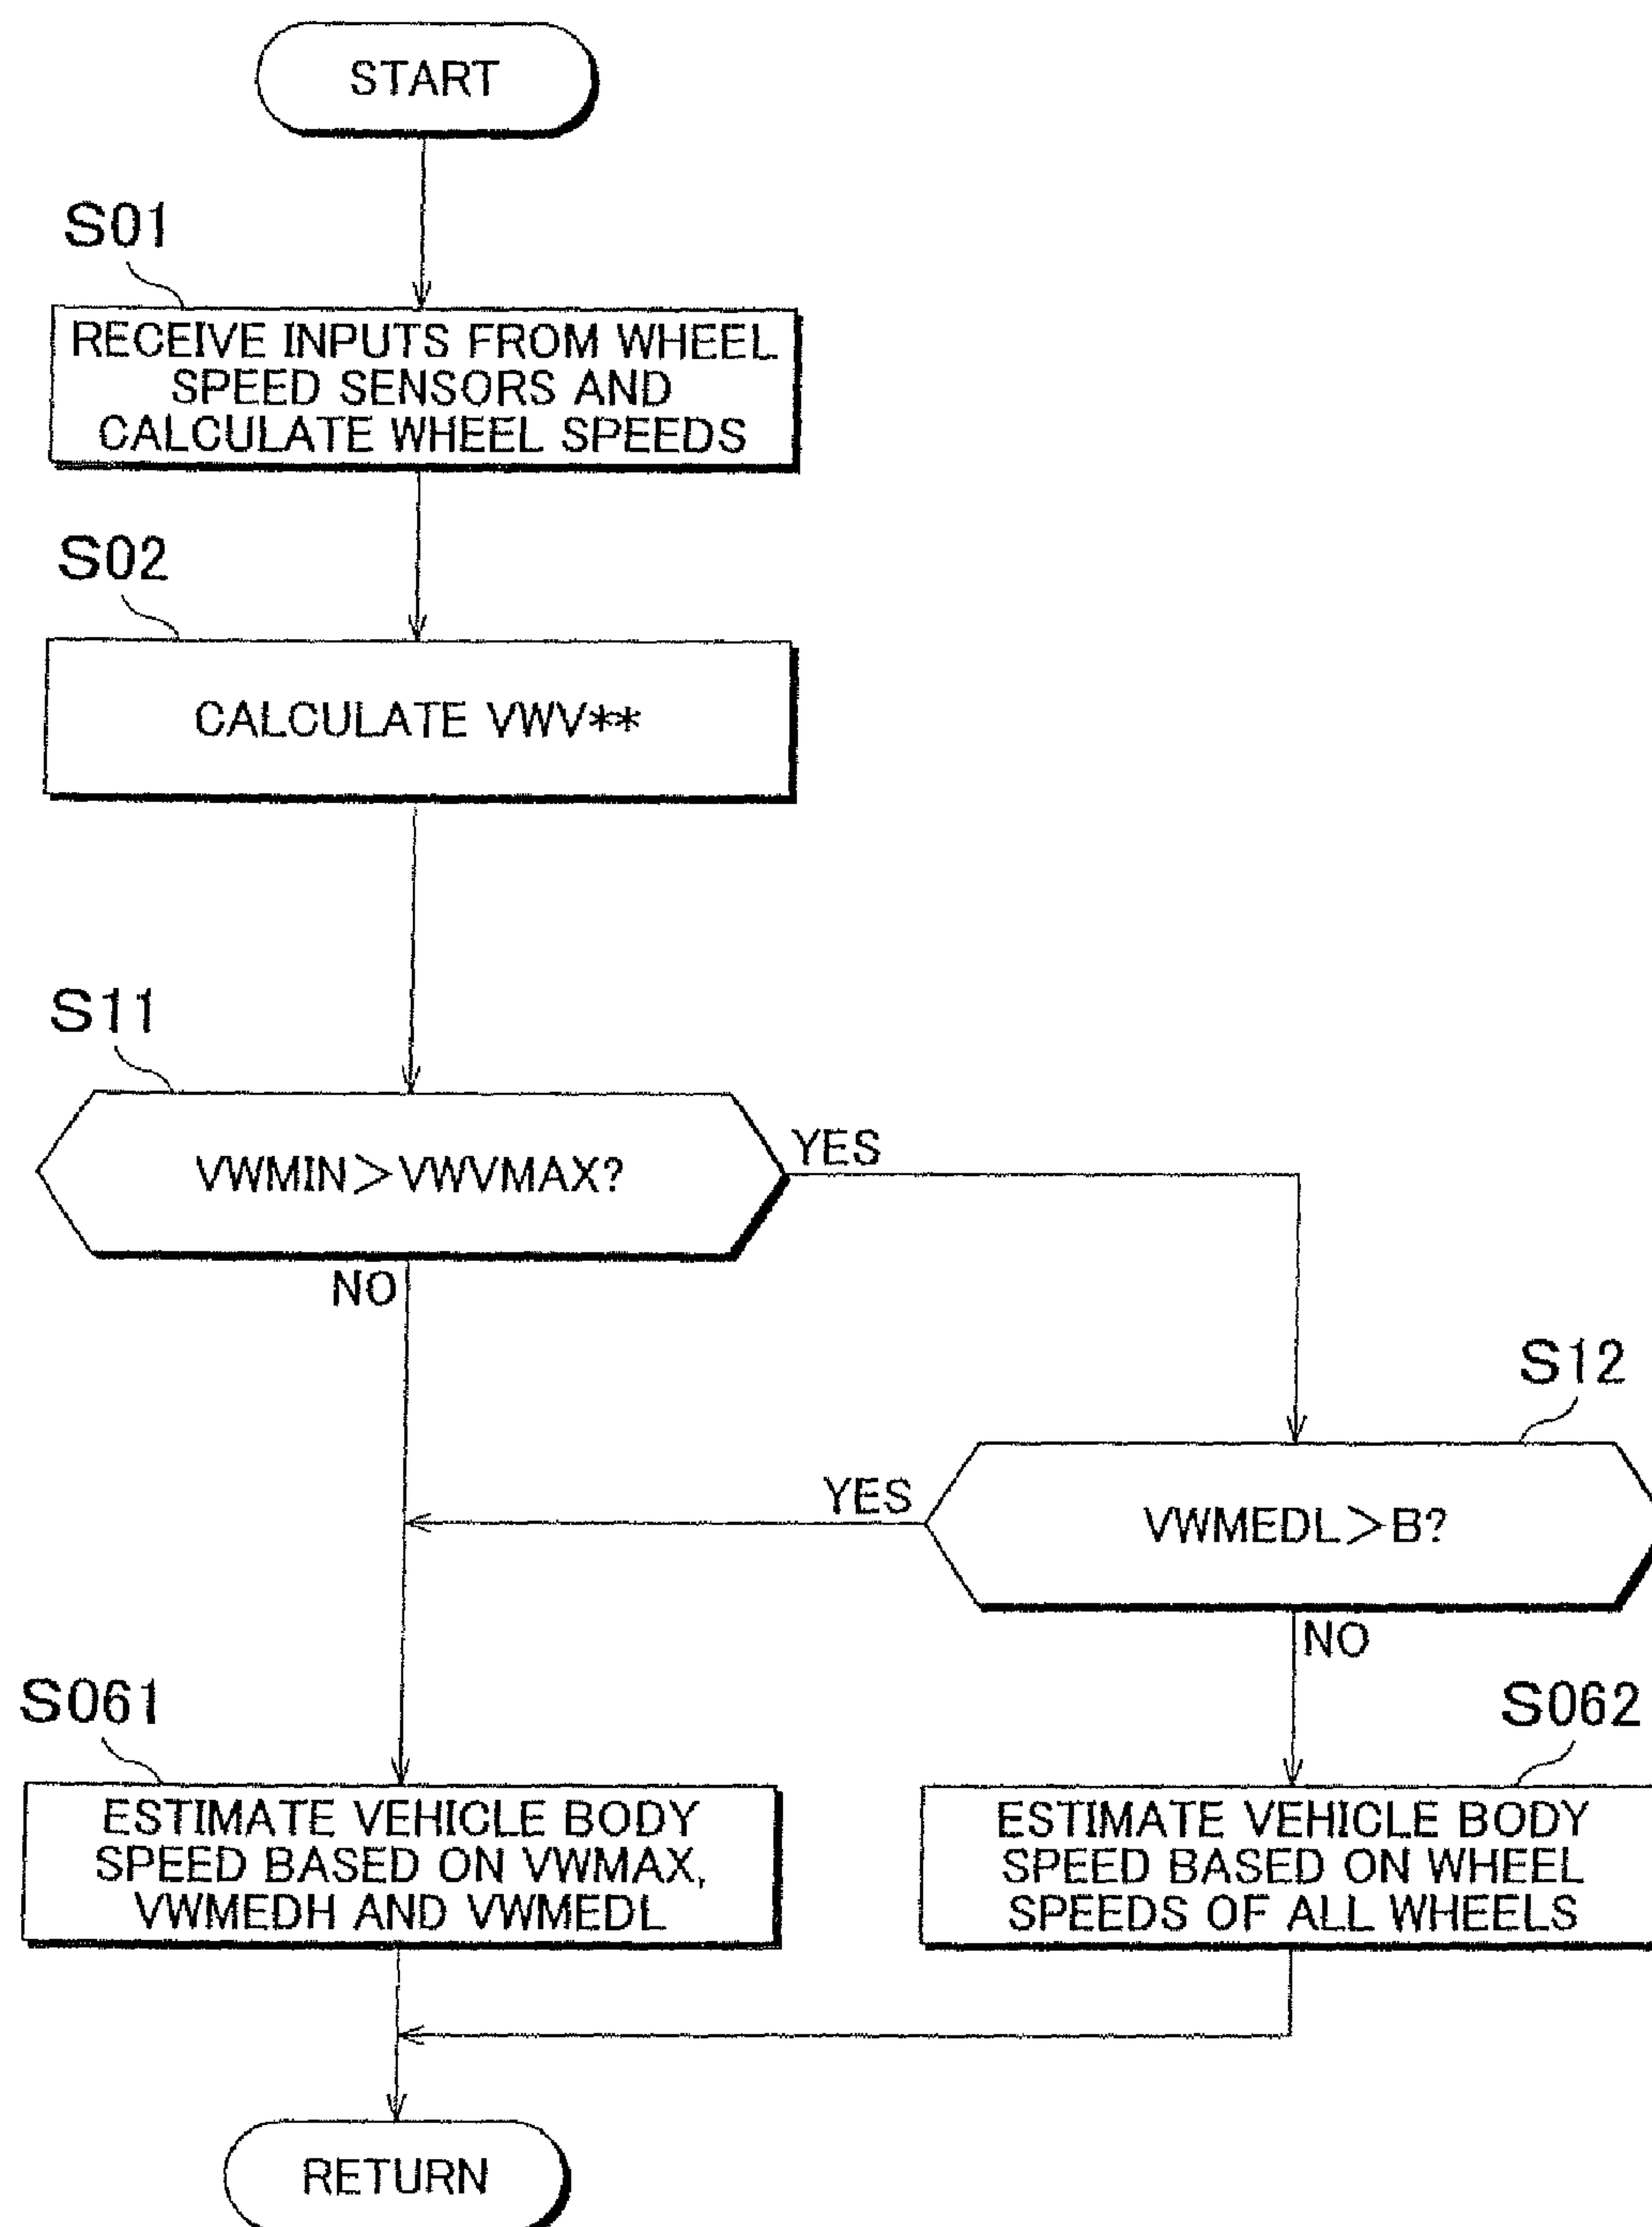 START
S01
RECEIVE INPUTS FROM WHEEL
SPEED SENSORS AND
CALCULATE WHEEL SPEEDS
S02
CALCULATE VWV**
S11
VWMIN>VWVMAX?
YES
NO
S12
YES
VWMEDL>B?
NO
S061
S062
ESTIMATE VEHICLE BODY
SPEED BASED ON VWMAX,
VWMEDH AND VWMEDL
ESTIMATE VEHICLE BODY
SPEED BASED ON WHEEL
SPEEDS OF ALL WHEELS
RETURN